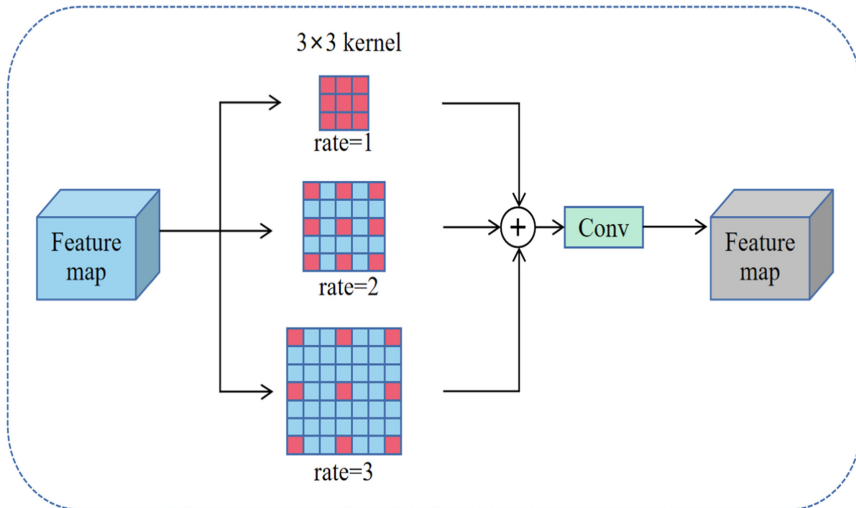 3×3 kernel
rate=1
Feature
map
rate=2
rate=3
+
Conv
Feature
map